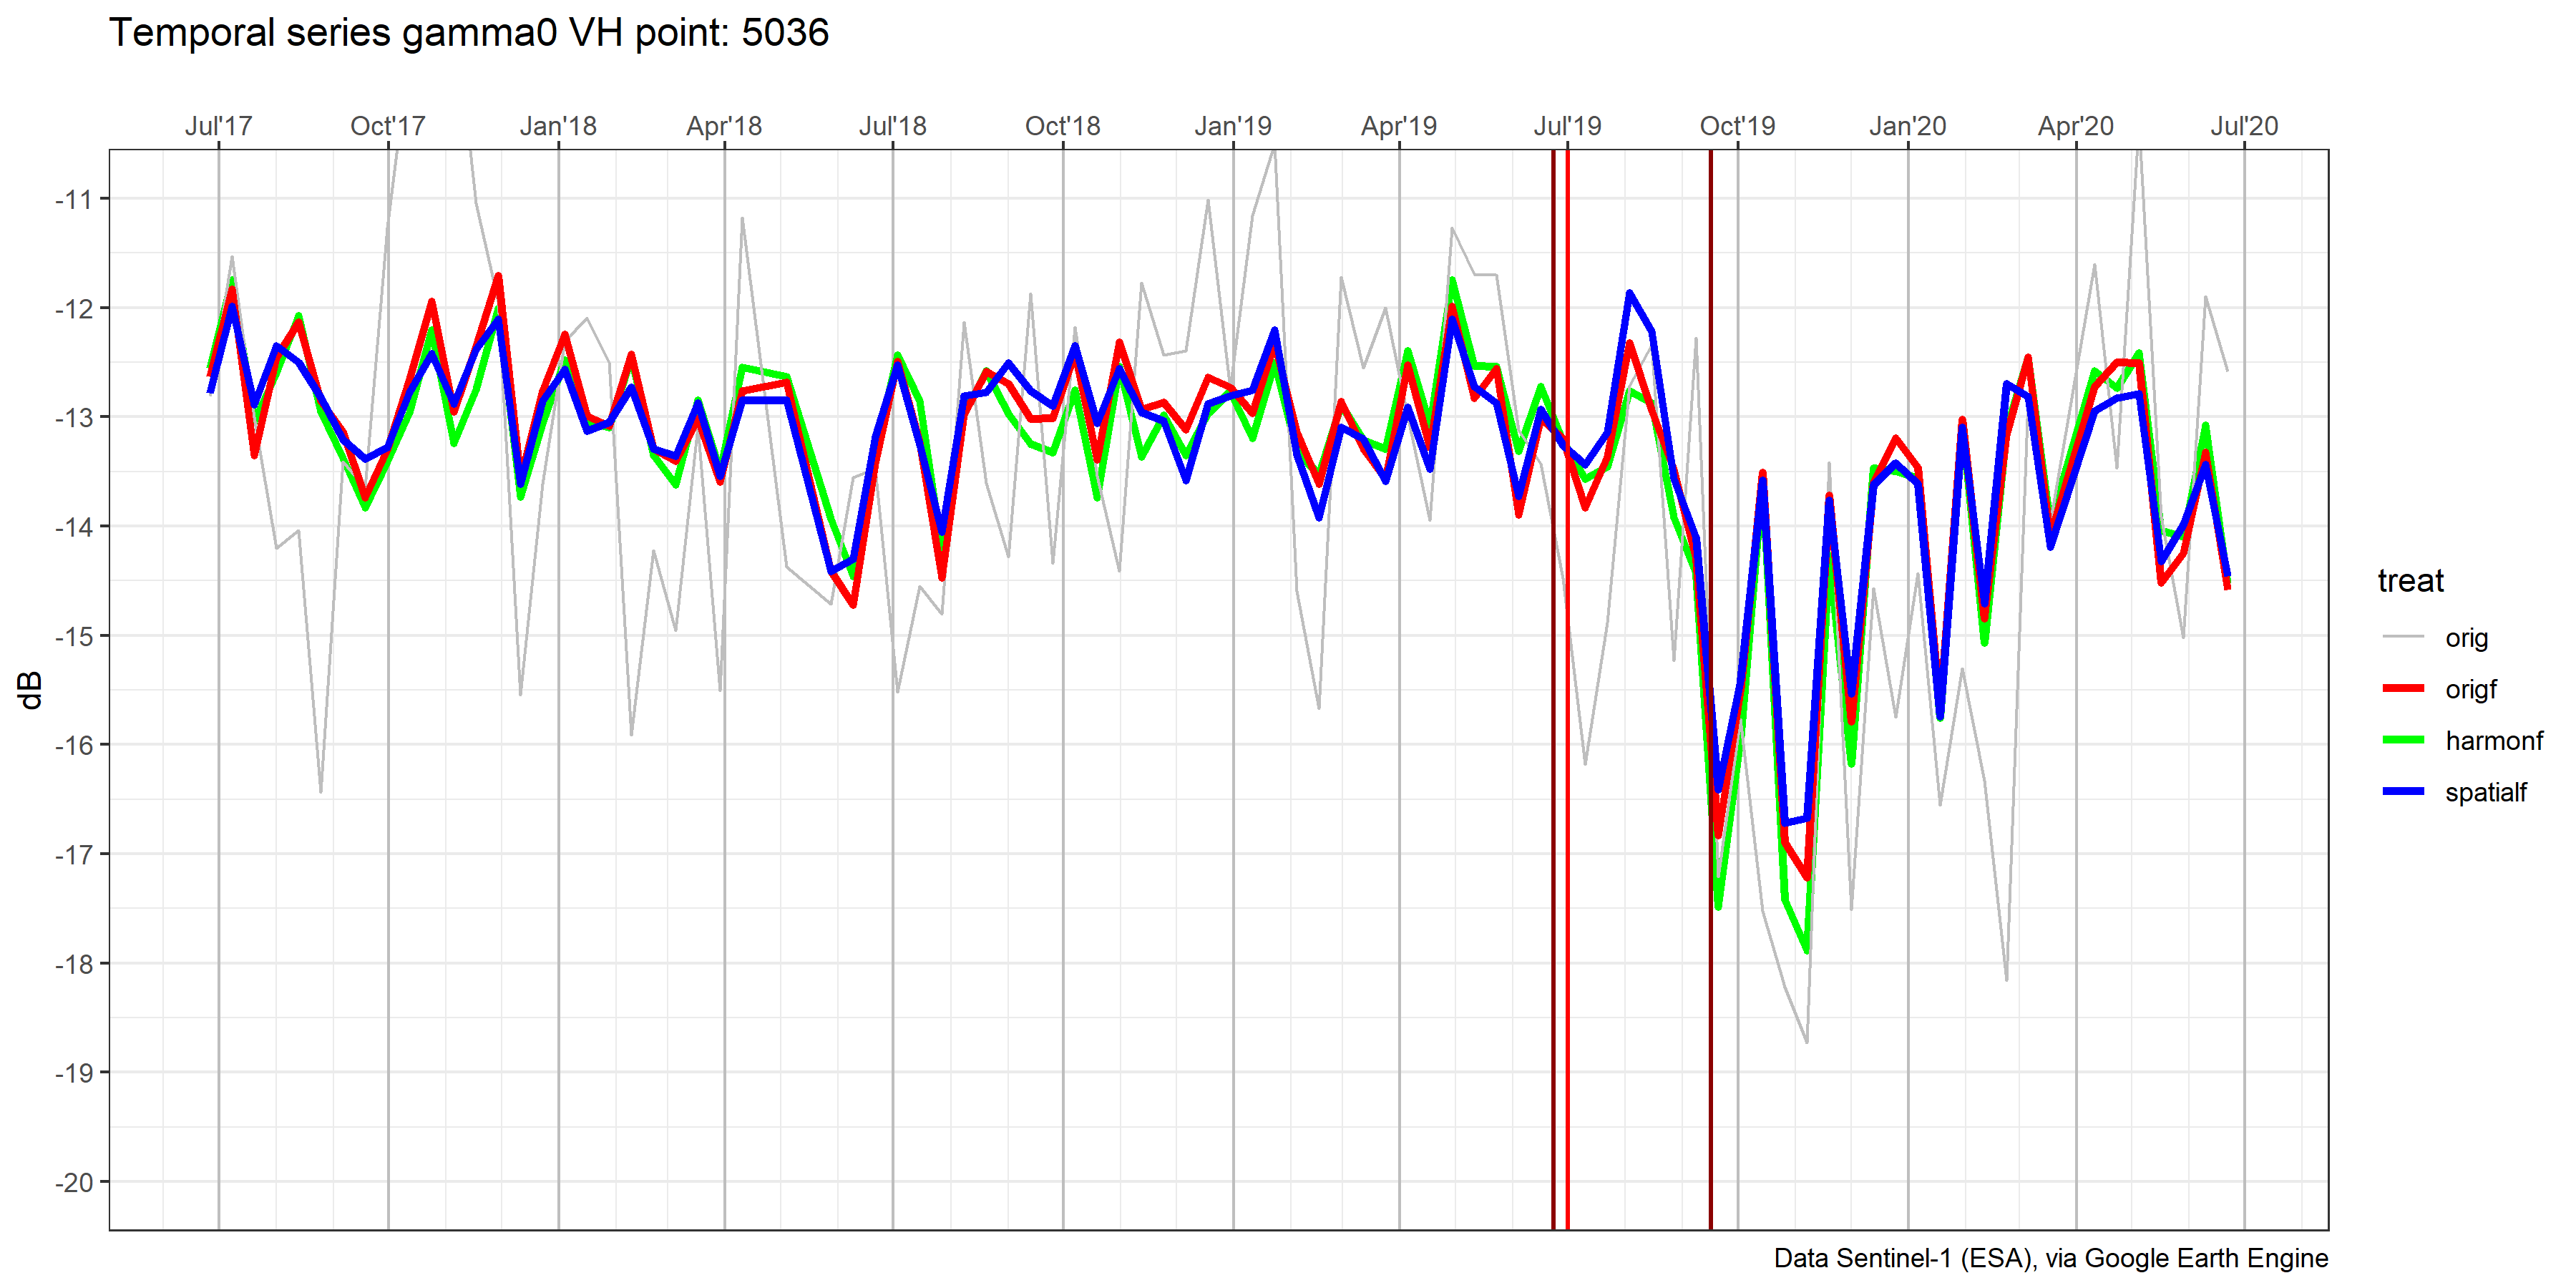 Temporal series gamma0 VH point: 5036
Jul'17 Oct'17 Jan'18 Apr'18 Jul'18 Oct'18 Jan'19 Apr'19 Jul'19 Oct'19 Jan'20 Apr'20 Jul'20
-11
-12
-13
-14
-15
-16
-17
-18
-19
-20
dB
treat
orig
origf
harmonf
spatialf
Data Sentinel-1 (ESA), via Google Earth Engine